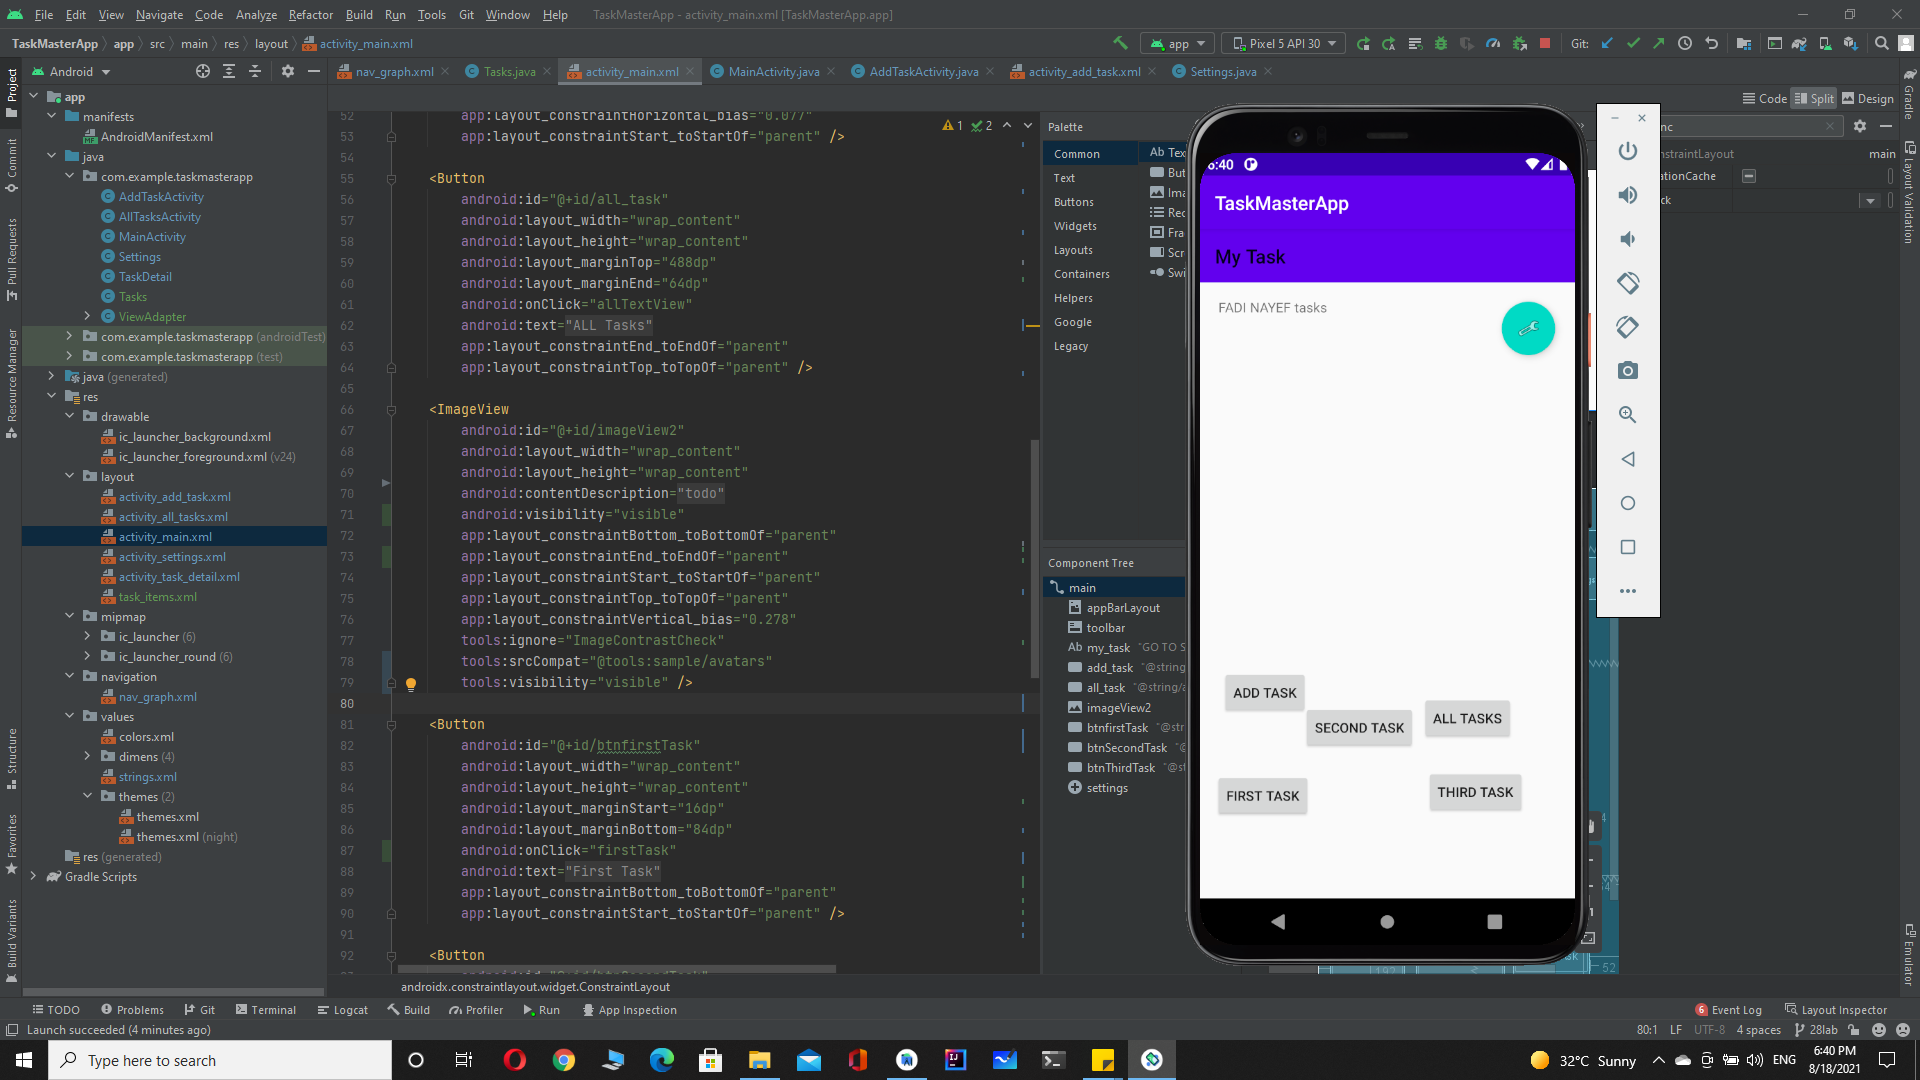 File Edit View Navigate Code Analyze Refactor Build Run Tools Git Window Help TaskMasterApp - activity_main.xml [TaskMasterApp.app]
TaskMasterApp app src main res layout activity_main.xml
app Pixel 5 API 30 Git:
Android
nav_graph.xml Tasks.java activity_main.xml MainActivity.java AddTaskActivity.java activity_add_task.xml Settings.java
Code Split Design
Project
Commit
Pull Requests
Resource Manager
Structure
Favorites
Build Variants
app
manifests
AndroidManifest.xml
java
com.example.taskmasterapp
AddTaskActivity
AllTasksActivity
MainActivity
Settings
TaskDetail
Tasks
ViewAdapter
com.example.taskmasterapp (androidTest)
com.example.taskmasterapp (test)
java (generated)
res
drawable
ic_launcher_background.xml
ic_launcher_foreground.xml (v24)
layout
activity_add_task.xml
activity_all_tasks.xml
activity_main.xml
activity_settings.xml
activity_task_detail.xml
task_items.xml
mipmap
ic_launcher (6)
ic_launcher_round (6)
navigation
nav_graph.xml
values
colors.xml
dimens (4)
strings.xml
themes (2)
themes.xml
themes.xml (night)
res (generated)
Gradle Scripts
1 2
52 app:layout_constraintHorizontal_bias="0.077"
53 app:layout_constraintStart_toStartOf="parent" />
54
55 <Button
56 android:id="@+id/all_task"
57 android:layout_width="wrap_content"
58 android:layout_height="wrap_content"
59 android:layout_marginTop="488dp"
60 android:layout_marginEnd="64dp"
61 android:onClick="allTextView"
62 android:text="ALL Tasks"
63 app:layout_constraintEnd_toEndOf="parent"
64 app:layout_constraintTop_toTopOf="parent" />
65
66 <ImageView
67 android:id="@+id/imageView2"
68 android:layout_width="wrap_content"
69 android:layout_height="wrap_content"
70 android:contentDescription="todo"
71 android:visibility="visible"
72 app:layout_constraintBottom_toBottomOf="parent"
73 app:layout_constraintEnd_toEndOf="parent"
74 app:layout_constraintStart_toStartOf="parent"
75 app:layout_constraintTop_toTopOf="parent"
76 app:layout_constraintVertical_bias="0.278"
77 tools:ignore="ImageContrastCheck"
78 tools:srcCompat="@tools:sample/avatars"
79 tools:visibility="visible" />
80
81 <Button
82 android:id="@+id/btnfirstTask"
83 android:layout_width="wrap_content"
84 android:layout_height="wrap_content"
85 android:layout_marginStart="16dp"
86 android:layout_marginBottom="84dp"
87 android:onClick="firstTask"
88 android:text="First Task"
89 app:layout_constraintBottom_toBottomOf="parent"
90 app:layout_constraintStart_toStartOf="parent" />
91
92 <Button
androidx.constraintlayout.widget.ConstraintLayout
Palette
Common
Text
Buttons
Widgets
Layouts
Containers
Helpers
Google
Legacy
Ab Tex
But
Ima
Rec
Fra
Scr
Swi
Component Tree
main
appBarLayout
toolbar
Ab my_task "GO TO S
add_task "@string
all_task "@string/a
imageView2
btnfirstTask "@str
btnSecondTask "@
btnThirdTask "@st
settings
6:40
TaskMasterApp
My Task
FADI NAYEF tasks
ADD TASK
SECOND TASK
ALL TASKS
FIRST TASK
THIRD TASK
nc
nstraintLayout main
ationCache
ck
52
Gradle
Layout Validation
Emulator
TODO Problems Git Terminal Logcat Build Profiler Run App Inspection 6 Event Log Layout Inspector
Launch succeeded (4 minutes ago) 80:1 LF UTF-8 4 spaces 28lab
Type here to search
32°C Sunny ENG 6:40 PM
8/18/2021